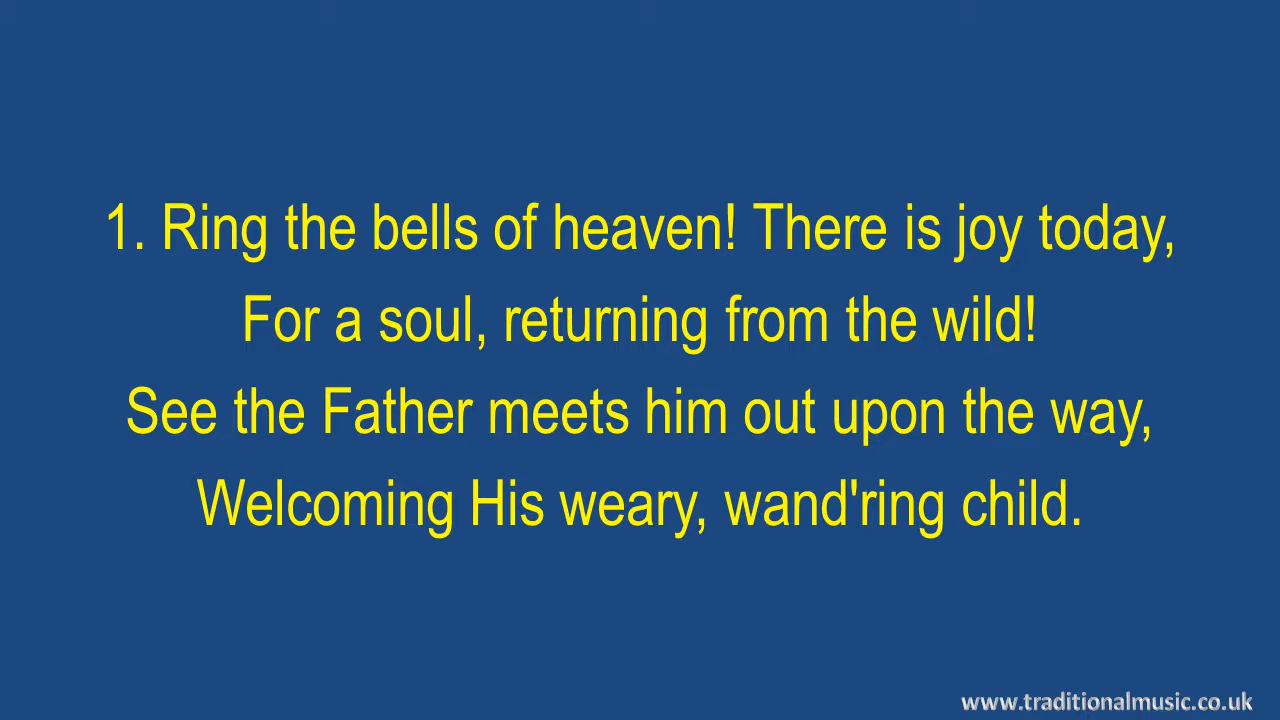 1. Ring the bells of heaven! There is joy today,
For a soul, returning from the wild!
See the Father meets him out upon the way,
Welcoming His weary, wand'ring child.
www.traditionalmusic.co.uk